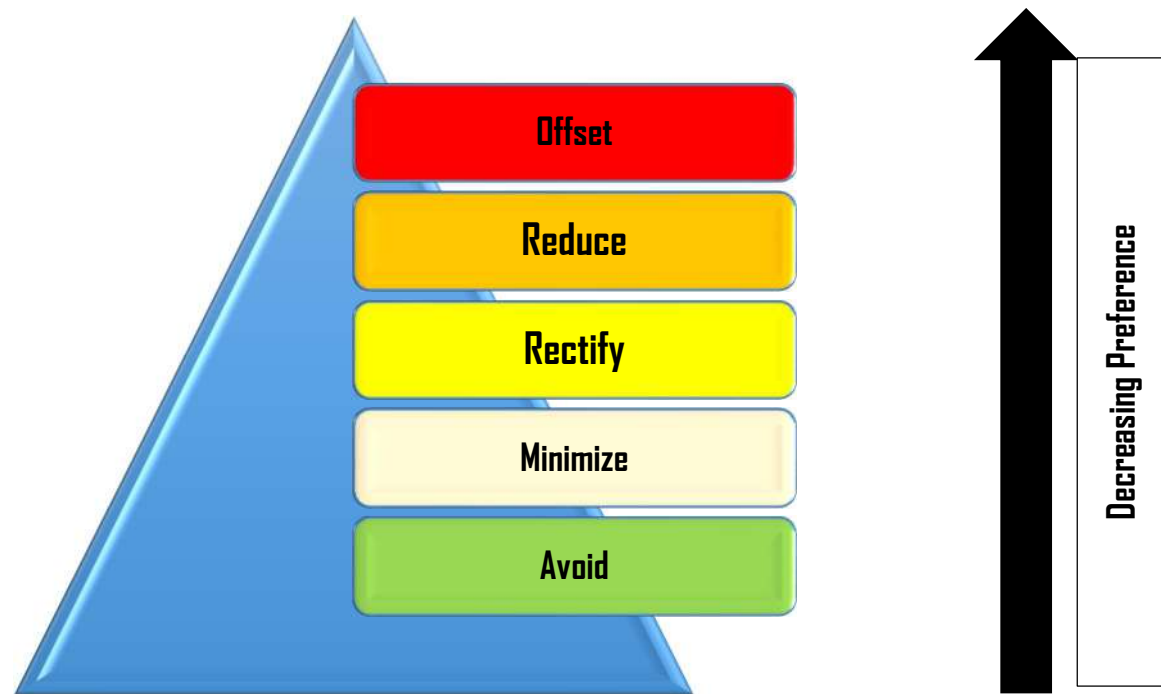 Offset
Reduce
Rectify
Minimize
Avoid
Decreasing Preference